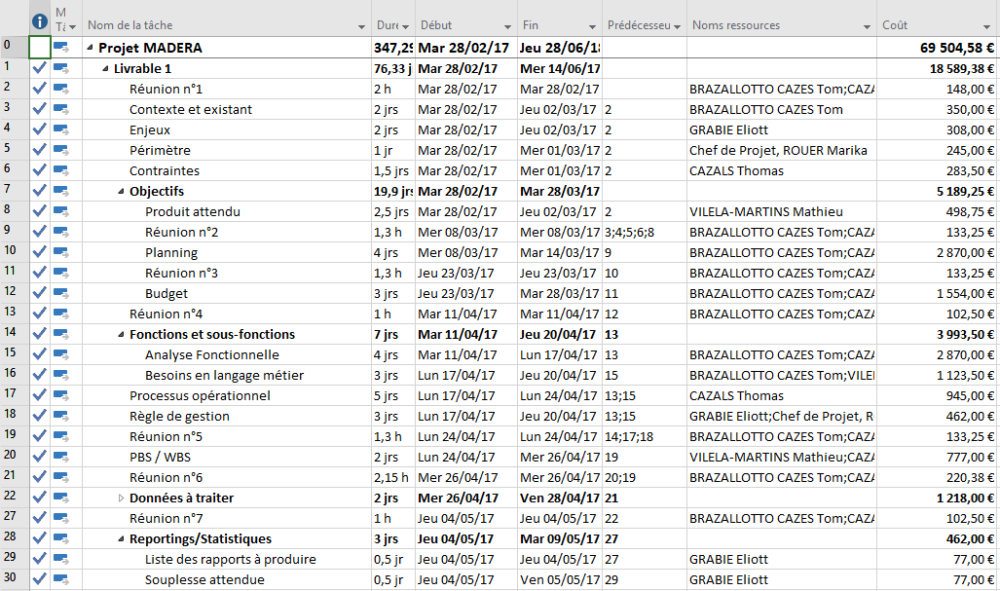 i M Tâ Nom de la tâche Duré Début Fin Prédécesseu Noms ressources Coût
0 Projet MADERA 347,29 Mar 28/02/17 Jeu 28/06/18 69 504,58 €
1 Livrable 1 76,33 j Mar 28/02/17 Mer 14/06/17 18 589,38 €
2 Réunion n°1 2 h Mar 28/02/17 Mar 28/02/17 BRAZALLOTTO CAZES Tom;CAZA 148,00 €
3 Contexte et existant 2 jrs Mar 28/02/17 Jeu 02/03/17 2 BRAZALLOTTO CAZES Tom 350,00 €
4 Enjeux 2 jrs Mar 28/02/17 Jeu 02/03/17 2 GRABIE Eliott 308,00 €
5 Périmètre 1 jr Mar 28/02/17 Mer 01/03/17 2 Chef de Projet, ROUER Marika 245,00 €
6 Contraintes 1,5 jrs Mar 28/02/17 Mer 01/03/17 2 CAZALS Thomas 283,50 €
7 Objectifs 19,9 jrs Mar 28/02/17 Mar 28/03/17 5 189,25 €
8 Produit attendu 2,5 jrs Mar 28/02/17 Jeu 02/03/17 2 VILELA-MARTINS Mathieu 498,75 €
9 Réunion n°2 1,3 h Mer 08/03/17 Mer 08/03/17 3;4;5;6;8 BRAZALLOTTO CAZES Tom;CAZA 133,25 €
10 Planning 4 jrs Mer 08/03/17 Mar 14/03/17 9 BRAZALLOTTO CAZES Tom;CAZA 2 870,00 €
11 Réunion n°3 1,3 h Jeu 23/03/17 Jeu 23/03/17 10 BRAZALLOTTO CAZES Tom;CAZA 133,25 €
12 Budget 3 jrs Jeu 23/03/17 Mar 28/03/17 11 BRAZALLOTTO CAZES Tom;CAZA 1 554,00 €
13 Réunion n°4 1 h Mar 11/04/17 Mar 11/04/17 12 BRAZALLOTTO CAZES Tom;CAZA 102,50 €
14 Fonctions et sous-fonctions 7 jrs Mar 11/04/17 Jeu 20/04/17 13 3 993,50 €
15 Analyse Fonctionnelle 4 jrs Mar 11/04/17 Lun 17/04/17 13 BRAZALLOTTO CAZES Tom;CAZA 2 870,00 €
16 Besoins en langage métier 3 jrs Lun 17/04/17 Jeu 20/04/17 15 BRAZALLOTTO CAZES Tom;VILEI 1 123,50 €
17 Processus opérationnel 5 jrs Lun 17/04/17 Lun 24/04/17 13;15 CAZALS Thomas 945,00 €
18 Règle de gestion 3 jrs Lun 17/04/17 Jeu 20/04/17 13;15 GRABIE Eliott;Chef de Projet, R 462,00 €
19 Réunion n°5 1,3 h Lun 24/04/17 Lun 24/04/17 14;17;18 BRAZALLOTTO CAZES Tom;CAZA 133,25 €
20 PBS / WBS 2 jrs Lun 24/04/17 Mer 26/04/17 19 VILELA-MARTINS Mathieu;CAZA 777,00 €
21 Réunion n°6 2,15 h Mer 26/04/17 Mer 26/04/17 20;19 BRAZALLOTTO CAZES Tom;CAZA 220,38 €
22 Données à traiter 2 jrs Mer 26/04/17 Ven 28/04/17 21 1 218,00 €
27 Réunion n°7 1 h Jeu 04/05/17 Jeu 04/05/17 22 BRAZALLOTTO CAZES Tom;CAZA 102,50 €
28 Reportings/Statistiques 3 jrs Jeu 04/05/17 Mar 09/05/17 27 462,00 €
29 Liste des rapports à produire 0,5 jr Jeu 04/05/17 Jeu 04/05/17 27 GRABIE Eliott 77,00 €
30 Souplesse attendue 0,5 jr Jeu 04/05/17 Ven 05/05/17 29 GRABIE Eliott 77,00 €